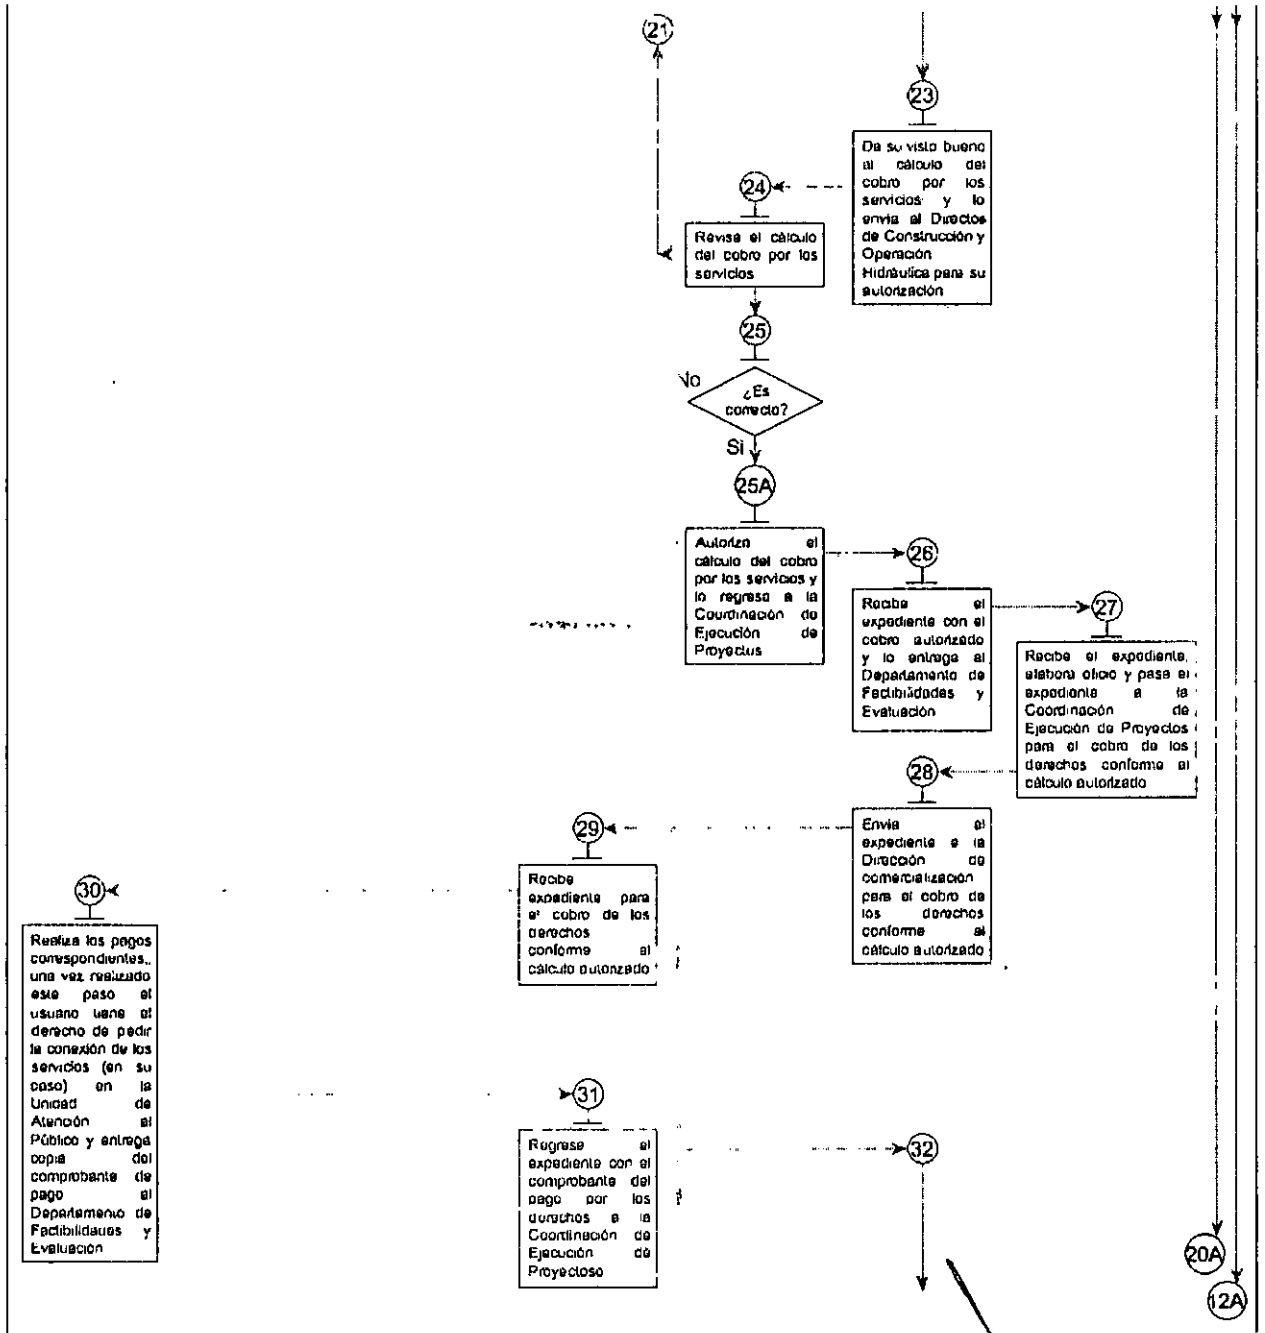 21
23
Da su visto bueno
al cálculo del
cobro por los
servicios y lo
envía al Directos
de Construcción y
Operación
Hidráulica para su
autorización
24
Revisa el cálculo
del cobro por los
servicios
25
No
¿Es
correcto?
Si
25A
Autoriza el
cálculo del cobro
por los servicios y
lo regresa a la
Coordinación de
Ejecución de
Proyectos
26
Recibe el
expediente con el
cobro autorizado
y lo entrega al
Departamento de
Factibilidades y
Evaluación
27
Recibe el expediente,
elabora oficio y pasa el
expediente a la
Coordinación de
Ejecución de Proyectos
para el cobro de los
derechos conforme al
cálculo autorizado
28
Envía el
expediente a la
Dirección de
comercialización
para el cobro de
los derechos
conforme al
cálculo autorizado
29
Recibe
expediente para
el cobro de los
derechos
conforme al
cálculo autorizado
30
Realiza los pagos
correspondientes,.
una vez realizado
este paso el
usuario tiene el
derecho de pedir
la conexión de los
servicios (en su
caso) en la
Unidad de
Atención al
Público y entrega
copia del
comprobante de
pago al
Departamento de
Factibilidades y
Evaluación
31
Regresa el
expediente con el
comprobante del
pago por los
derechos a la
Coordinación de
Ejecución de
Proyectoso
32
20A
12A